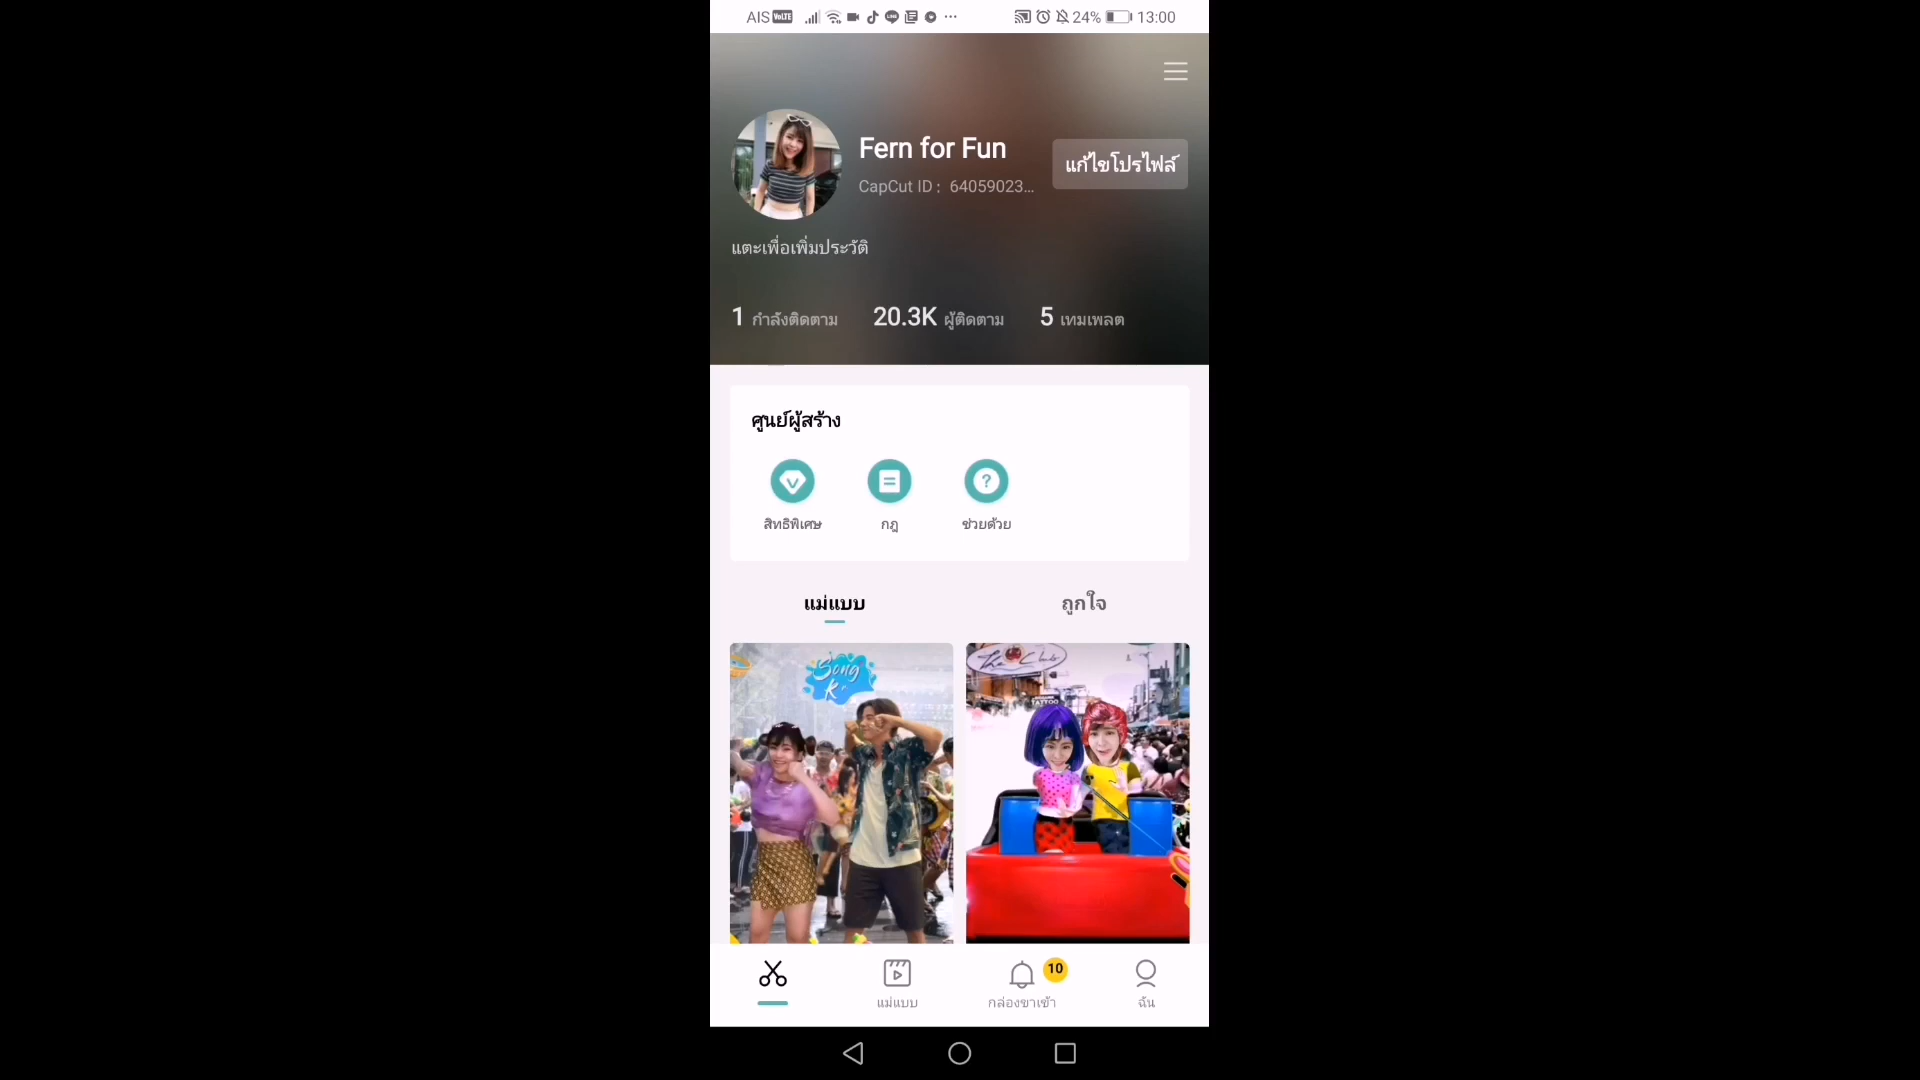 AIS VoLTE 24% 13:00
Fern for Fun
แก้ไขโปรไฟล์
CapCut ID : 64059023...
แตะเพื่อเพิ่มประวัติ
1 กำลังติดตาม 20.3K ผู้ติดตาม 5 เทมเพลต
ศูนย์ผู้สร้าง
สิทธิพิเศษ กฎ ช่วยด้วย
แม่แบบ ถูกใจ
Song
K
The Club
TATTOO
10
แม่แบบ กล่องขาเข้า ฉัน